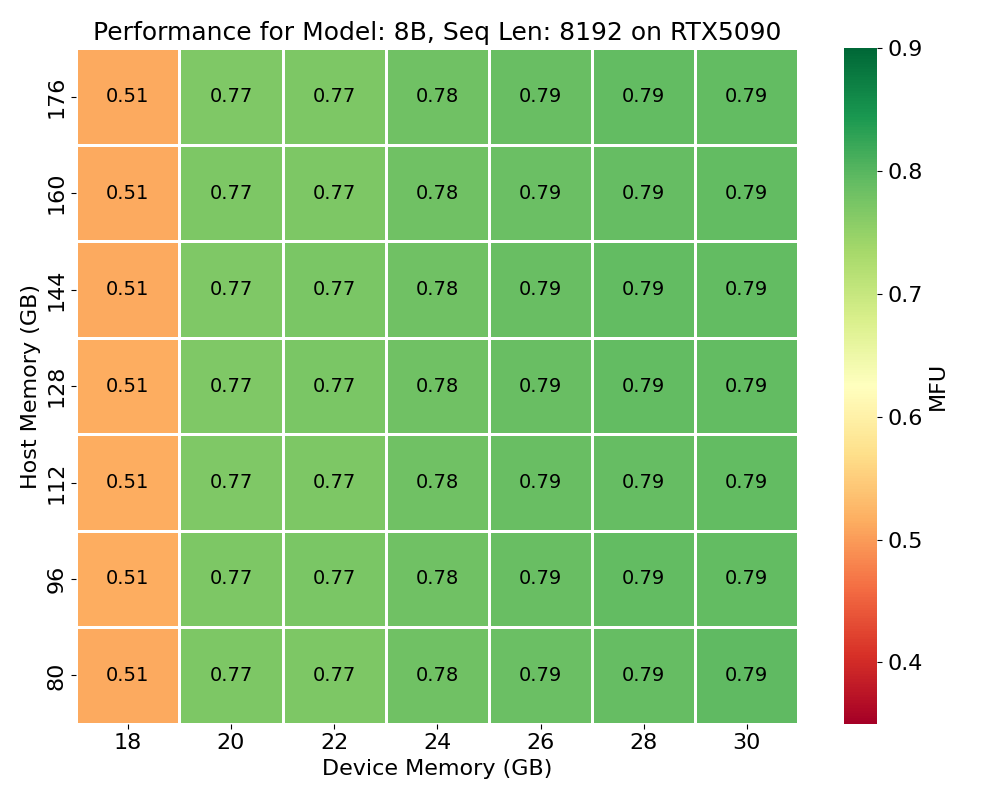 Performance for Model: 8B, Seq Len: 8192 on RTX5090
176 0.51 0.77 0.77 0.78 0.79 0.79 0.79
160 0.51 0.77 0.77 0.78 0.79 0.79 0.79
144 0.51 0.77 0.77 0.78 0.79 0.79 0.79
128 0.51 0.77 0.77 0.78 0.79 0.79 0.79
112 0.51 0.77 0.77 0.78 0.79 0.79 0.79
96 0.51 0.77 0.77 0.78 0.79 0.79 0.79
80 0.51 0.77 0.77 0.78 0.79 0.79 0.79
18 20 22 24 26 28 30
Device Memory (GB)
Host Memory (GB)
0.9
0.8
0.7
0.6
0.5
0.4
MFU